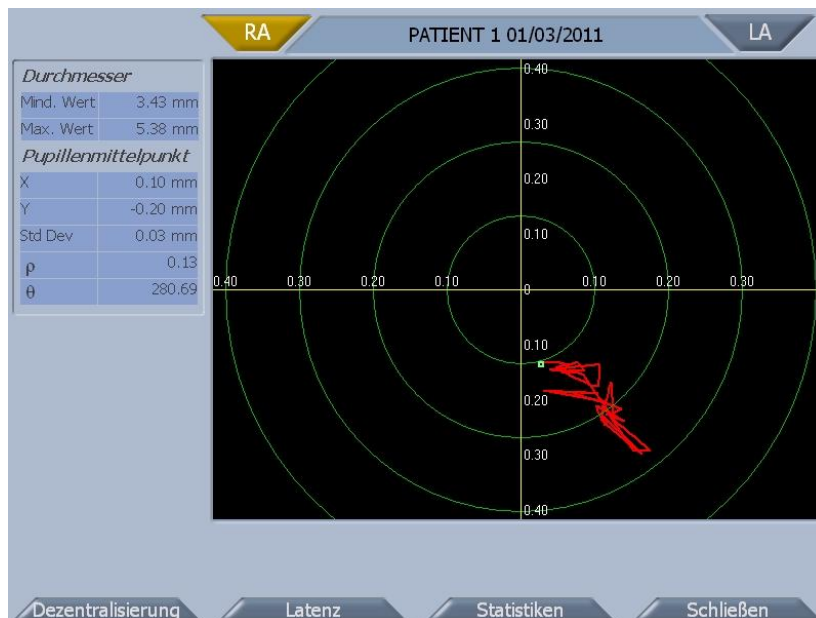 RA
PATIENT 1 01/03/2011
LA
Durchmesser
Mind. Wert 3.43 mm
Max. Wert 5.38 mm
Pupillenmittelpunkt
X 0.10 mm
Y -0.20 mm
Std Dev 0.03 mm
ρ 0.13
θ 280.69
0.40
0.30
0.20
0.10
0.40 0.30 0.20 0.10 0 0.10 0.20 0.30
0.10
0.20
0.30
0.40
Dezentralisierung
Latenz
Statistiken
Schließen